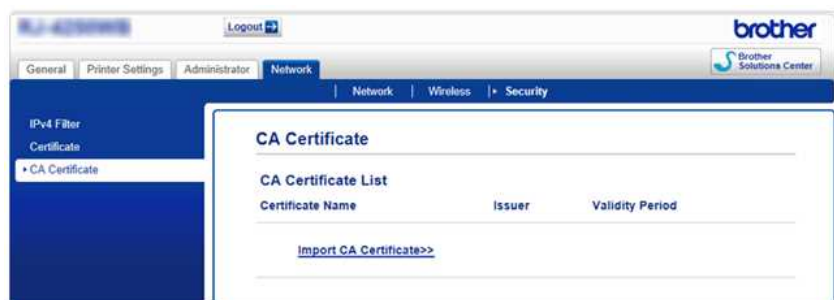 Logout
brother
General Printer Settings Administrator Network
Brother
Solutions Center
Network | Wireless | Security
IPv4 Filter
Certificate
CA Certificate
CA Certificate
CA Certificate List
Certificate Name Issuer Validity Period
Import CA Certificate>>